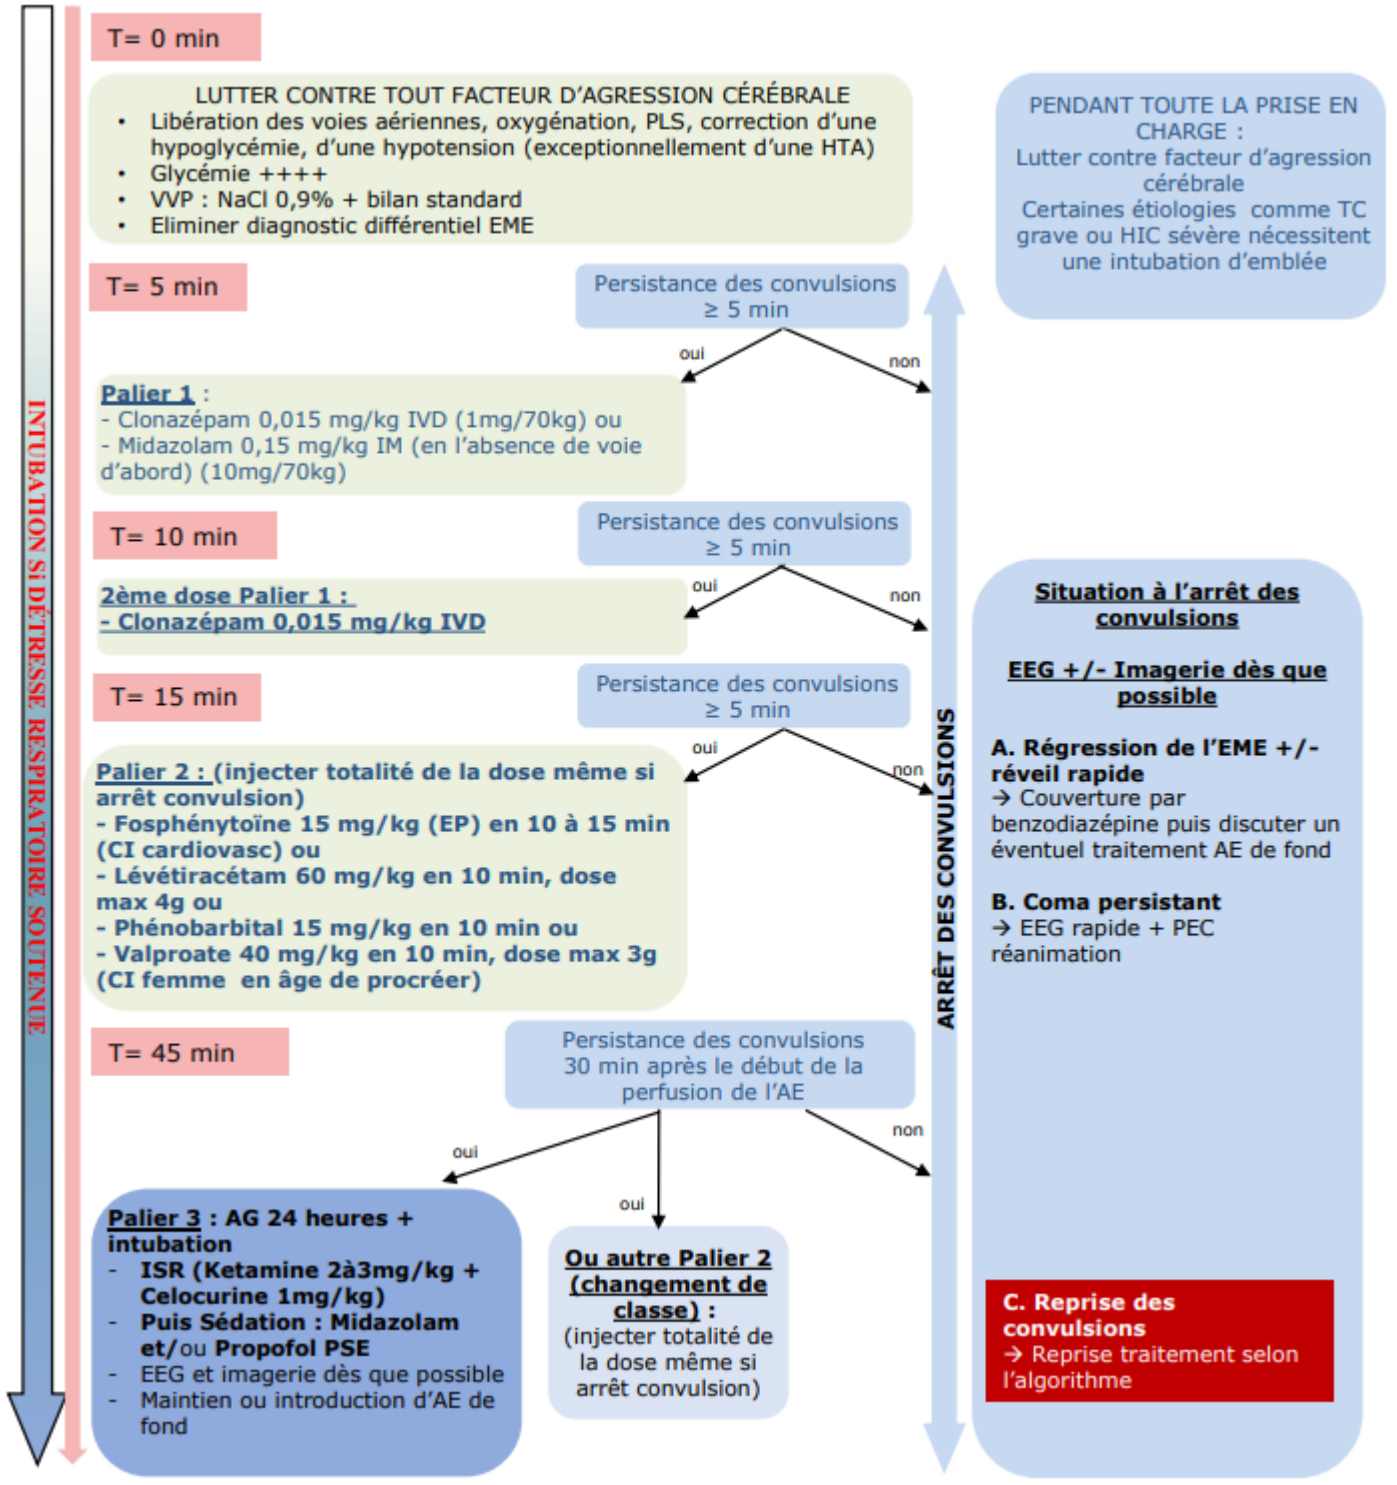 T= 0 min
LUTTER CONTRE TOUT FACTEUR D'AGRESSION CÉRÉBRALE
• Libération des voies aériennes, oxygénation, PLS, correction d'une
hypoglycémie, d'une hypotension (exceptionnellement d'une HTA)
• Glycémie ++++
• VVP : NaCl 0,9% + bilan standard
• Eliminer diagnostic différentiel EME
PENDANT TOUTE LA PRISE EN
CHARGE :
Lutter contre facteur d'agression
cérébrale
Certaines étiologies comme TC
grave ou HIC sévère nécessitent
une intubation d'emblée
T= 5 min
Persistance des convulsions
≥ 5 min
oui
non
Palier 1 :
- Clonazépam 0,015 mg/kg IVD (1mg/70kg) ou
- Midazolam 0,15 mg/kg IM (en l'absence de voie
d'abord) (10mg/70kg)
T= 10 min
Persistance des convulsions
≥ 5 min
oui
non
2ème dose Palier 1 :
- Clonazépam 0,015 mg/kg IVD
T= 15 min
Persistance des convulsions
≥ 5 min
oui
non
Palier 2 : (injecter totalité de la dose même si
arrêt convulsion)
- Fosphénytoïne 15 mg/kg (EP) en 10 à 15 min
(CI cardiovasc) ou
- Lévétiracétam 60 mg/kg en 10 min, dose
max 4g ou
- Phénobarbital 15 mg/kg en 10 min ou
- Valproate 40 mg/kg en 10 min, dose max 3g
(CI femme en âge de procréer)
T= 45 min
Persistance des convulsions
30 min après le début de la
perfusion de l'AE
oui
oui
non
Palier 3 : AG 24 heures +
intubation
- ISR (Ketamine 2à3mg/kg +
Celocurine 1mg/kg)
- Puis Sédation : Midazolam
et/ou Propofol PSE
- EEG et imagerie dès que possible
- Maintien ou introduction d'AE de
fond
Ou autre Palier 2
(changement de
classe) :
(injecter totalité de
la dose même si
arrêt convulsion)
INTUBATION Si DÉTRESSE RESPIRATOIRE SOUTENUE
ARRÊT DES CONVULSIONS
Situation à l'arrêt des
convulsions
EEG +/- Imagerie dès que
possible
A. Régression de l'EME +/-
réveil rapide
→ Couverture par
benzodiazépine puis discuter un
éventuel traitement AE de fond
B. Coma persistant
→ EEG rapide + PEC
réanimation
C. Reprise des
convulsions
→ Reprise traitement selon
l'algorithme